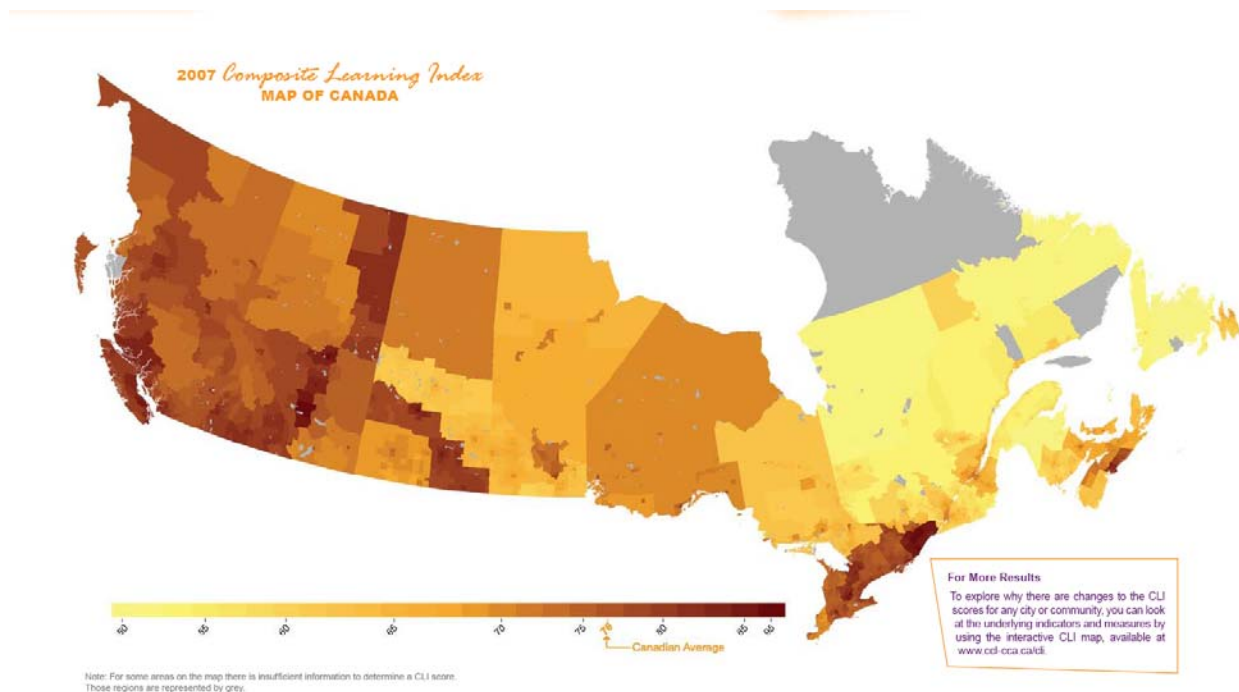 2007 Composite Learning Index
MAP OF CANADA
50 55 60 65 70 75 76 80 85 95
Canadian Average
For More Results
To explore why there are changes to the CLI
scores for any city or community, you can look
at the underlying indicators and measures by
using the interactive CLI map, available at
www.ccl-cca.ca/cli.
Note: For some areas on the map there is insufficient information to determine a CLI score.
Those regions are represented by grey.